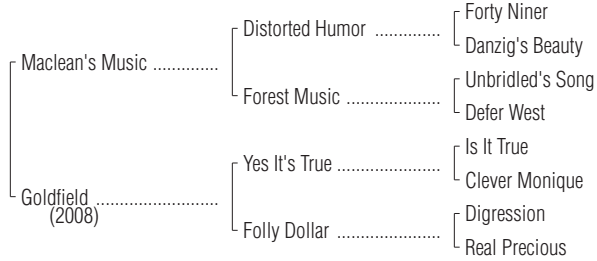 Forty Niner
Distorted Humor ..............
Danzig's Beauty
Maclean's Music ..............
Unbridled's Song
Forest Music ....................
Defer West
Is It True
Yes It's True ......................
Clever Monique
Goldfield ..........................
(2008)
Digression
Folly Dollar ......................
Real Precious